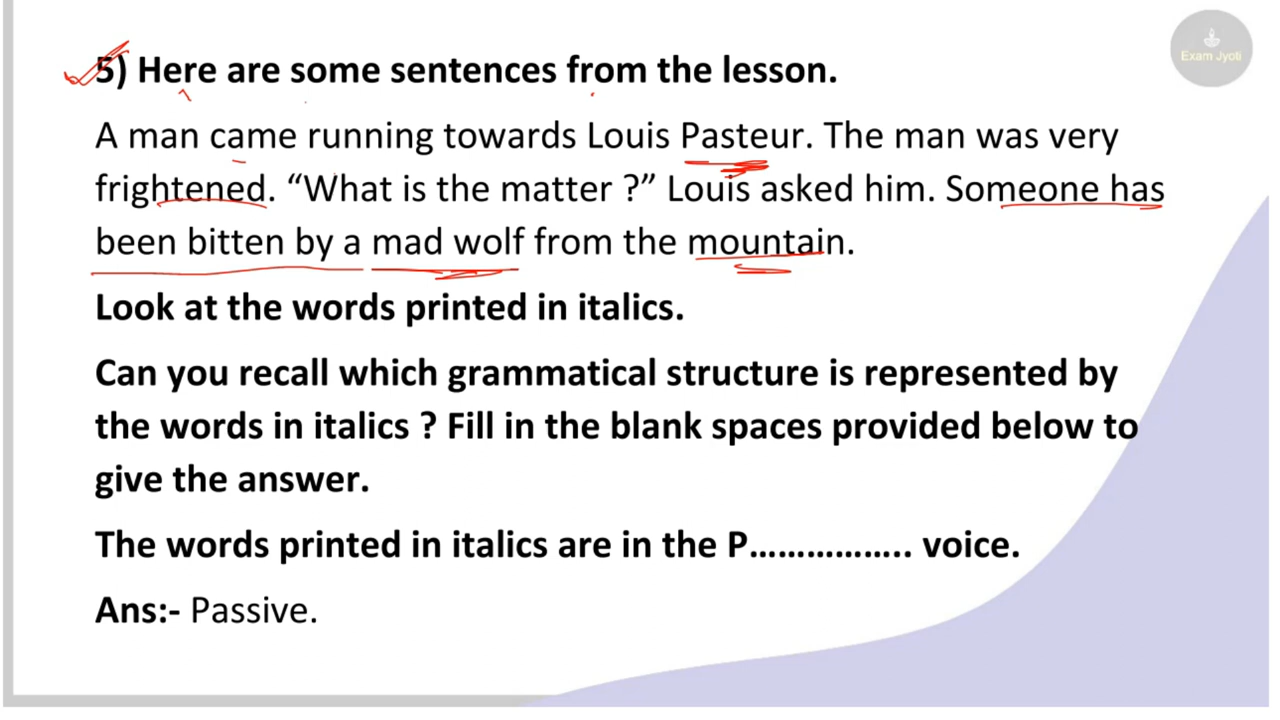 Exam Jyoti
5) Here are some sentences from the lesson.
A man came running towards Louis Pasteur. The man was very
frightened. “What is the matter ?” Louis asked him. Someone has
been bitten by a mad wolf from the mountain.
Look at the words printed in italics.
Can you recall which grammatical structure is represented by
the words in italics ? Fill in the blank spaces provided below to
give the answer.
The words printed in italics are in the P…………….. voice.
Ans:- Passive.